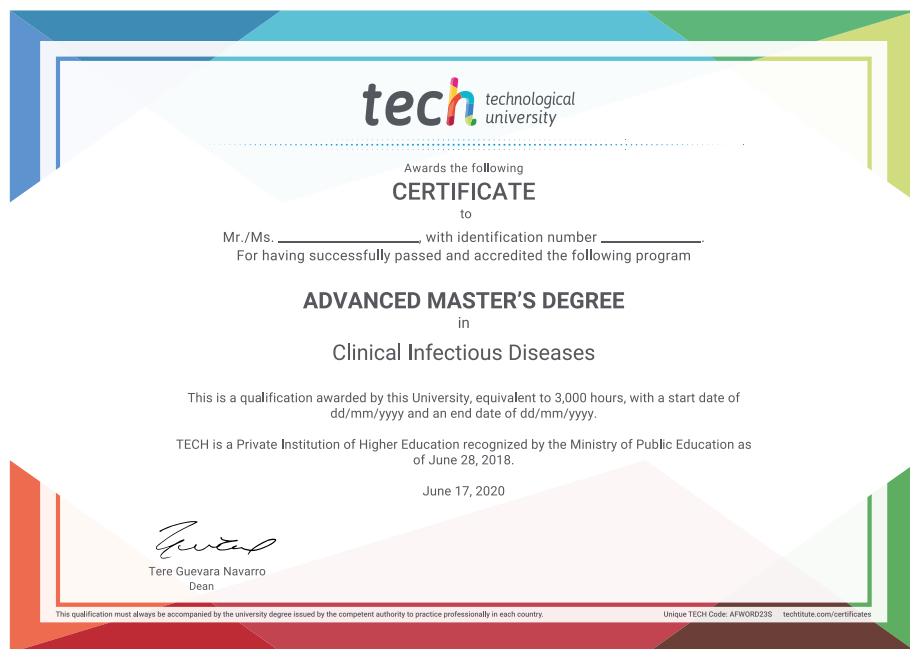 tech technological
university
Awards the following
CERTIFICATE
to
Mr./Ms. ____________________, with identification number ______________.
For having successfully passed and accredited the following program
ADVANCED MASTER'S DEGREE
in
Clinical Infectious Diseases
This is a qualification awarded by this University, equivalent to 3,000 hours, with a start date of
dd/mm/yyyy and an end date of dd/mm/yyyy.
TECH is a Private Institution of Higher Education recognized by the Ministry of Public Education as
of June 28, 2018.
June 17, 2020
Tere Guevara Navarro
Dean
This qualification must always be accompanied by the university degree issued by the competent authority to practice professionally in each country. Unique TECH Code: AFWORD23S techtitute.com/certificates